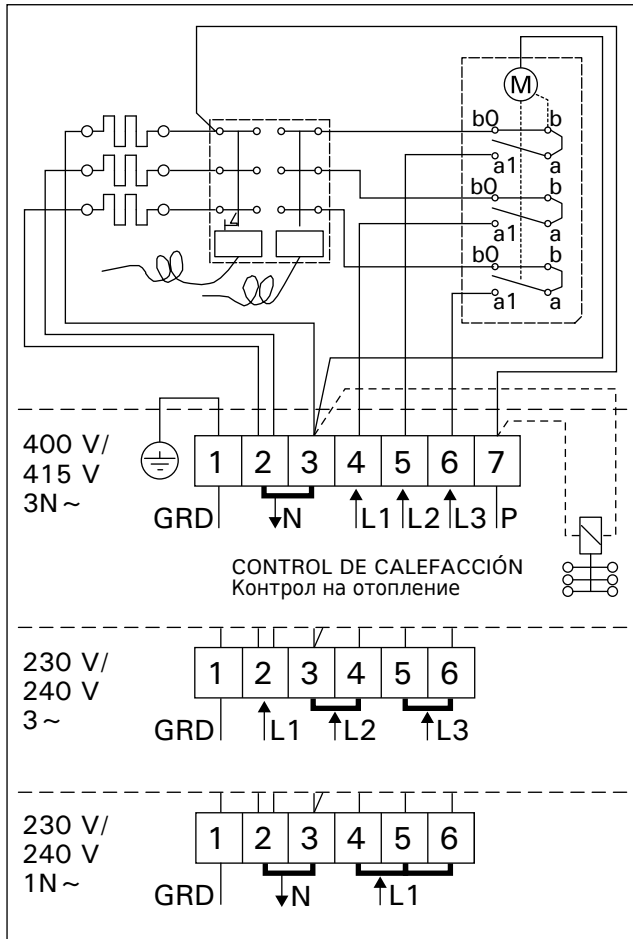 M
b0 b
a1 a
b0 b
a1 a
b0 b
a1 a
400 V/
415 V
3N~
1 2 3 4 5 6 7
GRD N L1 L2 L3 P
CONTROL DE CALEFACCIÓN
Контрол на отопление
230 V/
240 V
3~
1 2 3 4 5 6
GRD L1 L2 L3
230 V/
240 V
1N~
1 2 3 4 5 6
GRD N L1